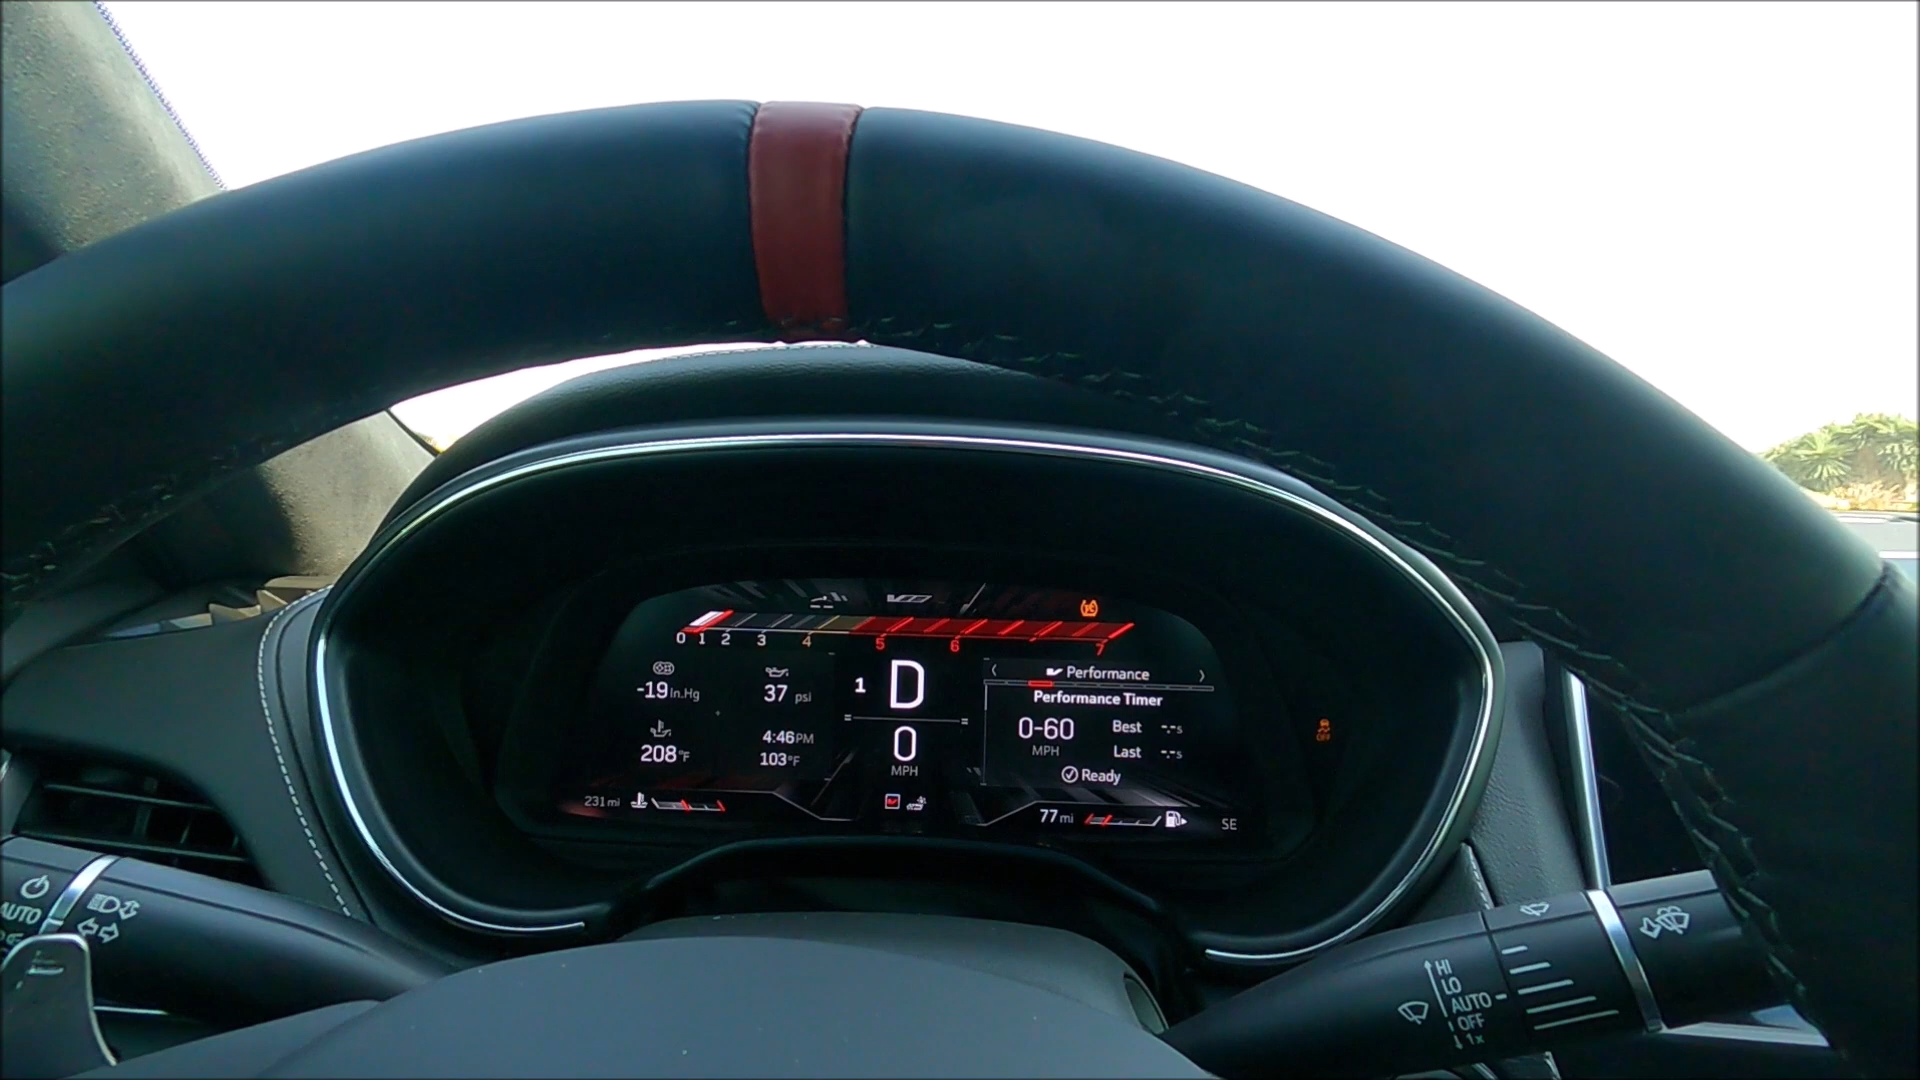 0 1 2 3 4 5 6 7
-19 In.Hg
37 psi
208°F
4:46PM
103°F
1 D
0
MPH
Performance
Performance Timer
0-60
MPH
Best --.-s
Last --.-s
Ready
OFF
231 mi
77 mi
SE
AUTO
HI
LO
AUTO
OFF
1x